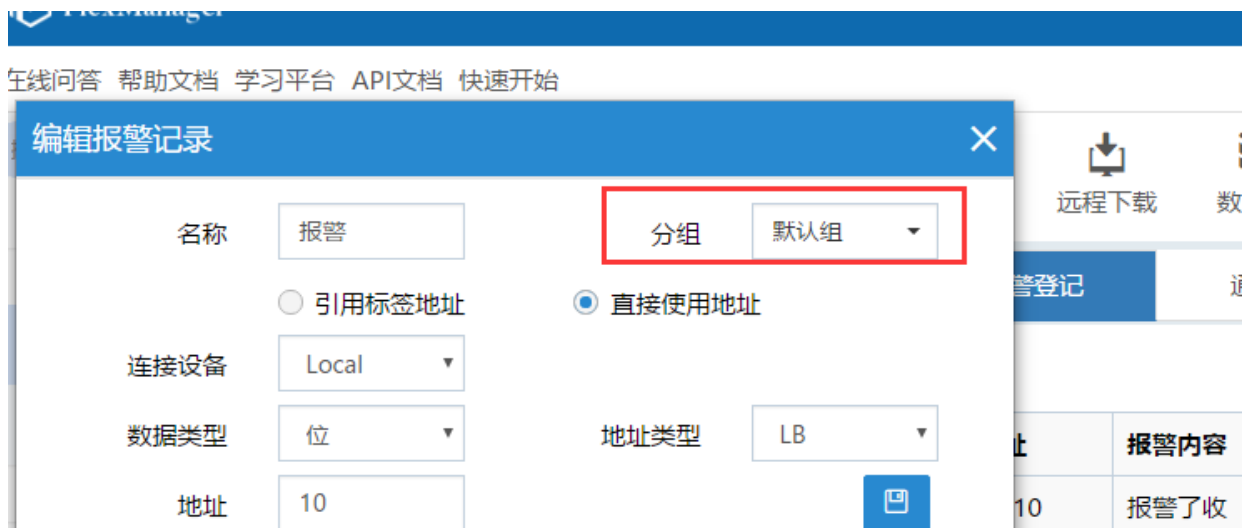 FlexManager
在线问答 帮助文档 学习平台 API文档 快速开始
编辑报警记录
远程下载 数
名称 报警 分组 默认组
警登记
引用标签地址 直接使用地址
连接设备 Local
数据类型 位 地址类型 LB
址 报警内容
地址 10
10 报警了收